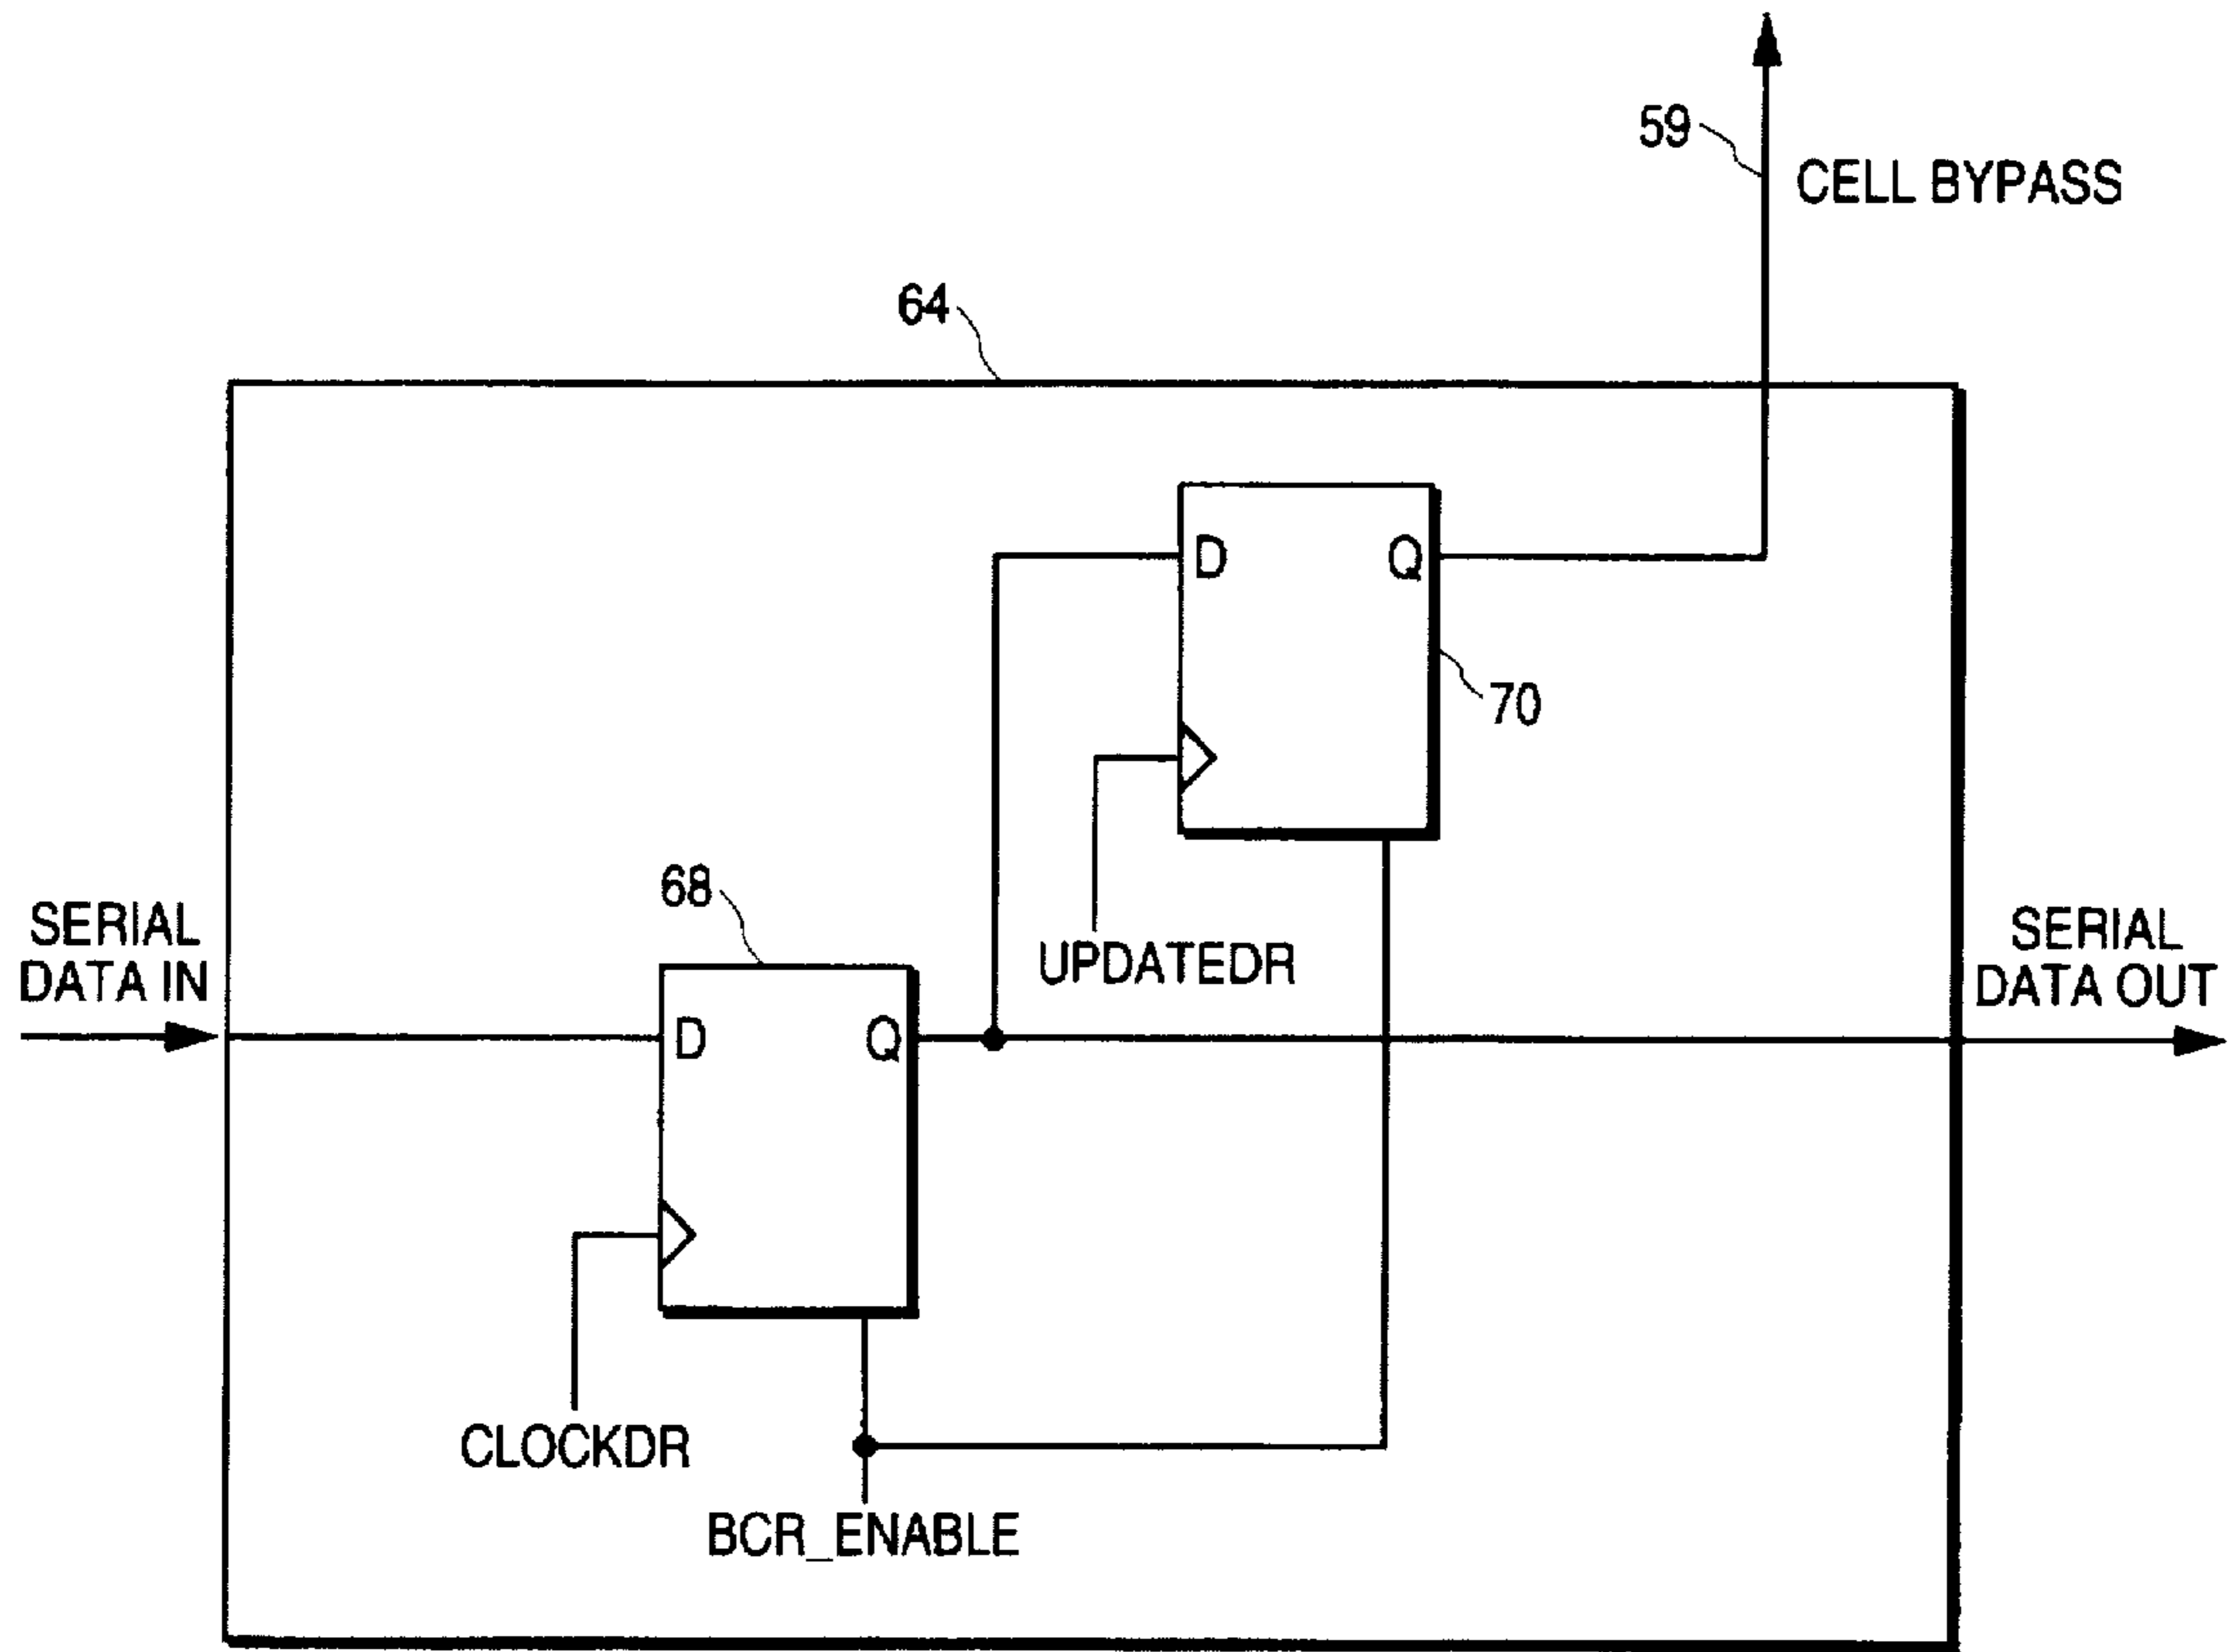 59
CELL BYPASS
64
D
Q
70
68
UPDATEDR
SERIAL
DATA IN
SERIAL
DATA OUT
D
Q
CLOCKDR
BCR_ENABLE